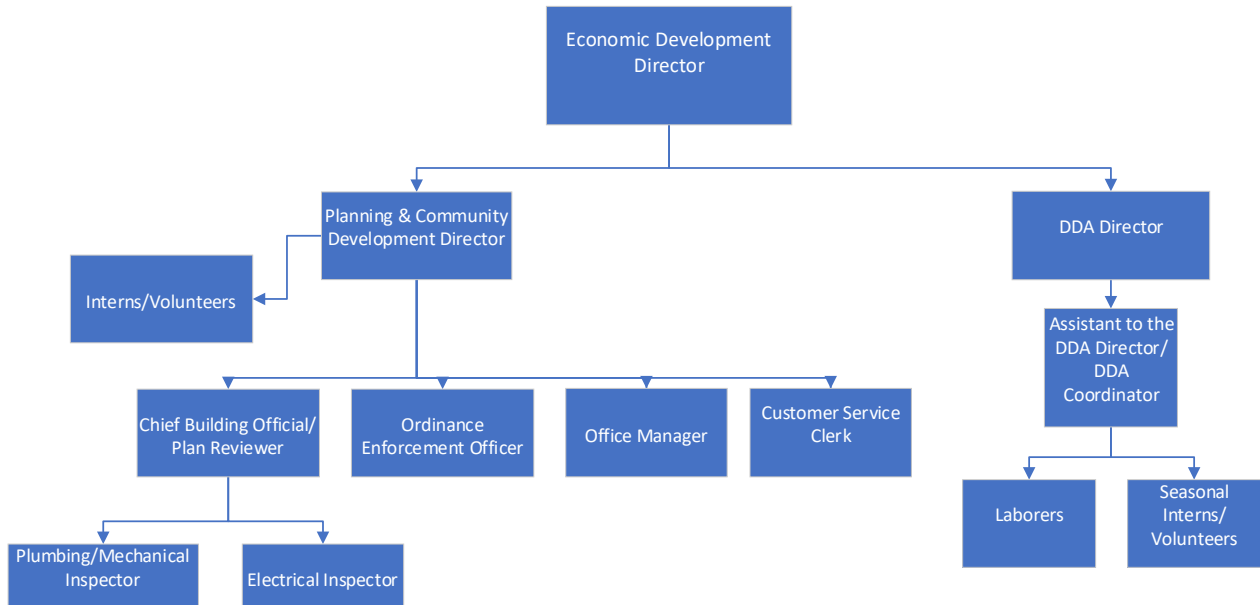 Economic Development
Director
Planning & Community
Development Director
DDA Director
Interns/Volunteers
Assistant to the
DDA Director/
DDA
Coordinator
Chief Building Official/
Plan Reviewer
Ordinance
Enforcement Officer
Office Manager
Customer Service
Clerk
Laborers
Seasonal
Interns/
Volunteers
Plumbing/Mechanical
Inspector
Electrical Inspector